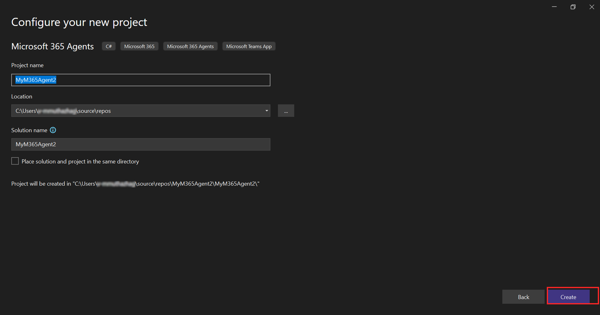 Configure your new project
Microsoft 365 Agents C# Microsoft 365 Microsoft 365 Agents Microsoft Teams App
Project name
MyM365Agent2
Location
C:\Users\ \source\repos
...
Solution name
MyM365Agent2
Place solution and project in the same directory
Project will be created in "C:\Users\ \source\repos\MyM365Agent2\MyM365Agent2\"
Back Create